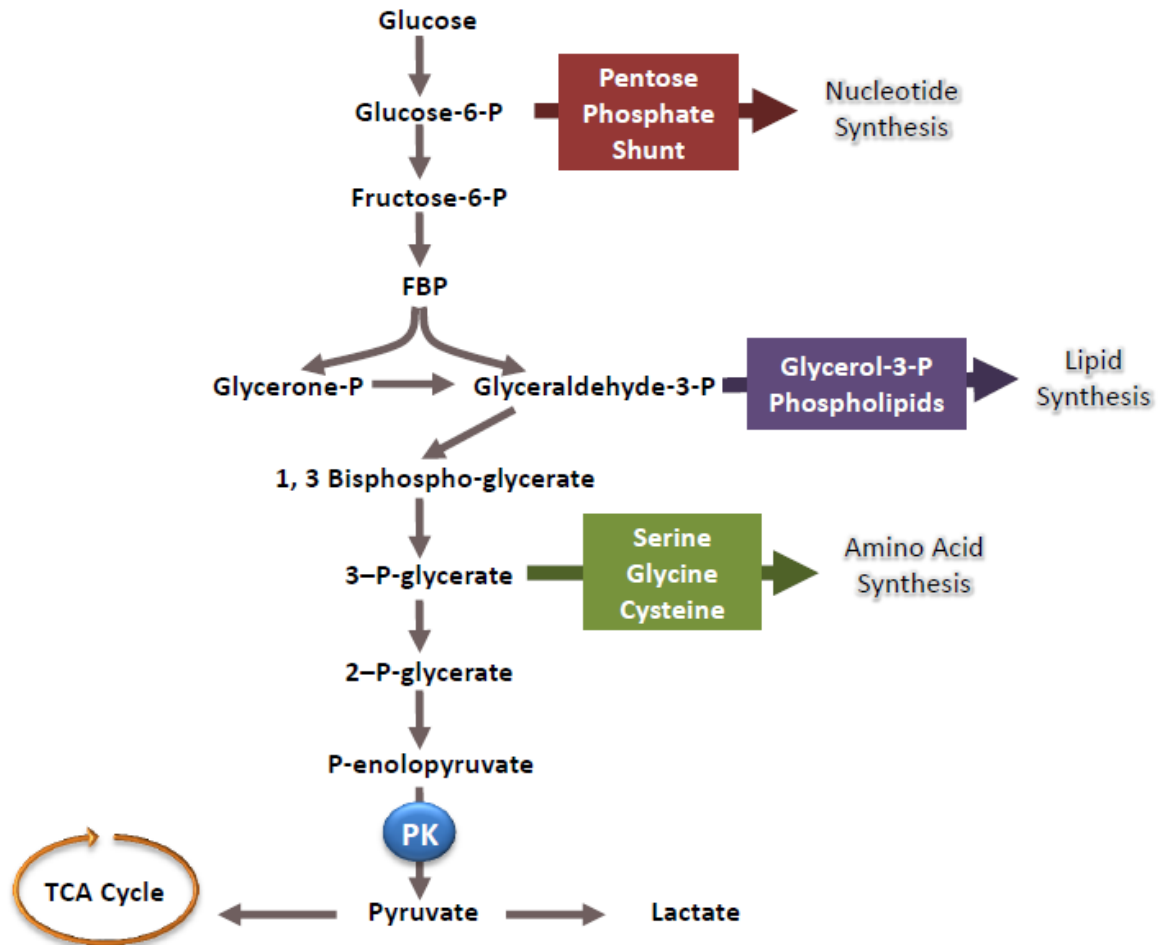 Glucose
Glucose-6-P
Pentose
Phosphate
Shunt
Nucleotide
Synthesis
Fructose-6-P
FBP
Glycerone-P
Glyceraldehyde-3-P
Glycerol-3-P
Phospholipids
Lipid
Synthesis
1, 3 Bisphospho-glycerate
3–P-glycerate
Serine
Glycine
Cysteine
Amino Acid
Synthesis
2–P-glycerate
P-enolopyruvate
PK
TCA Cycle
Pyruvate
Lactate